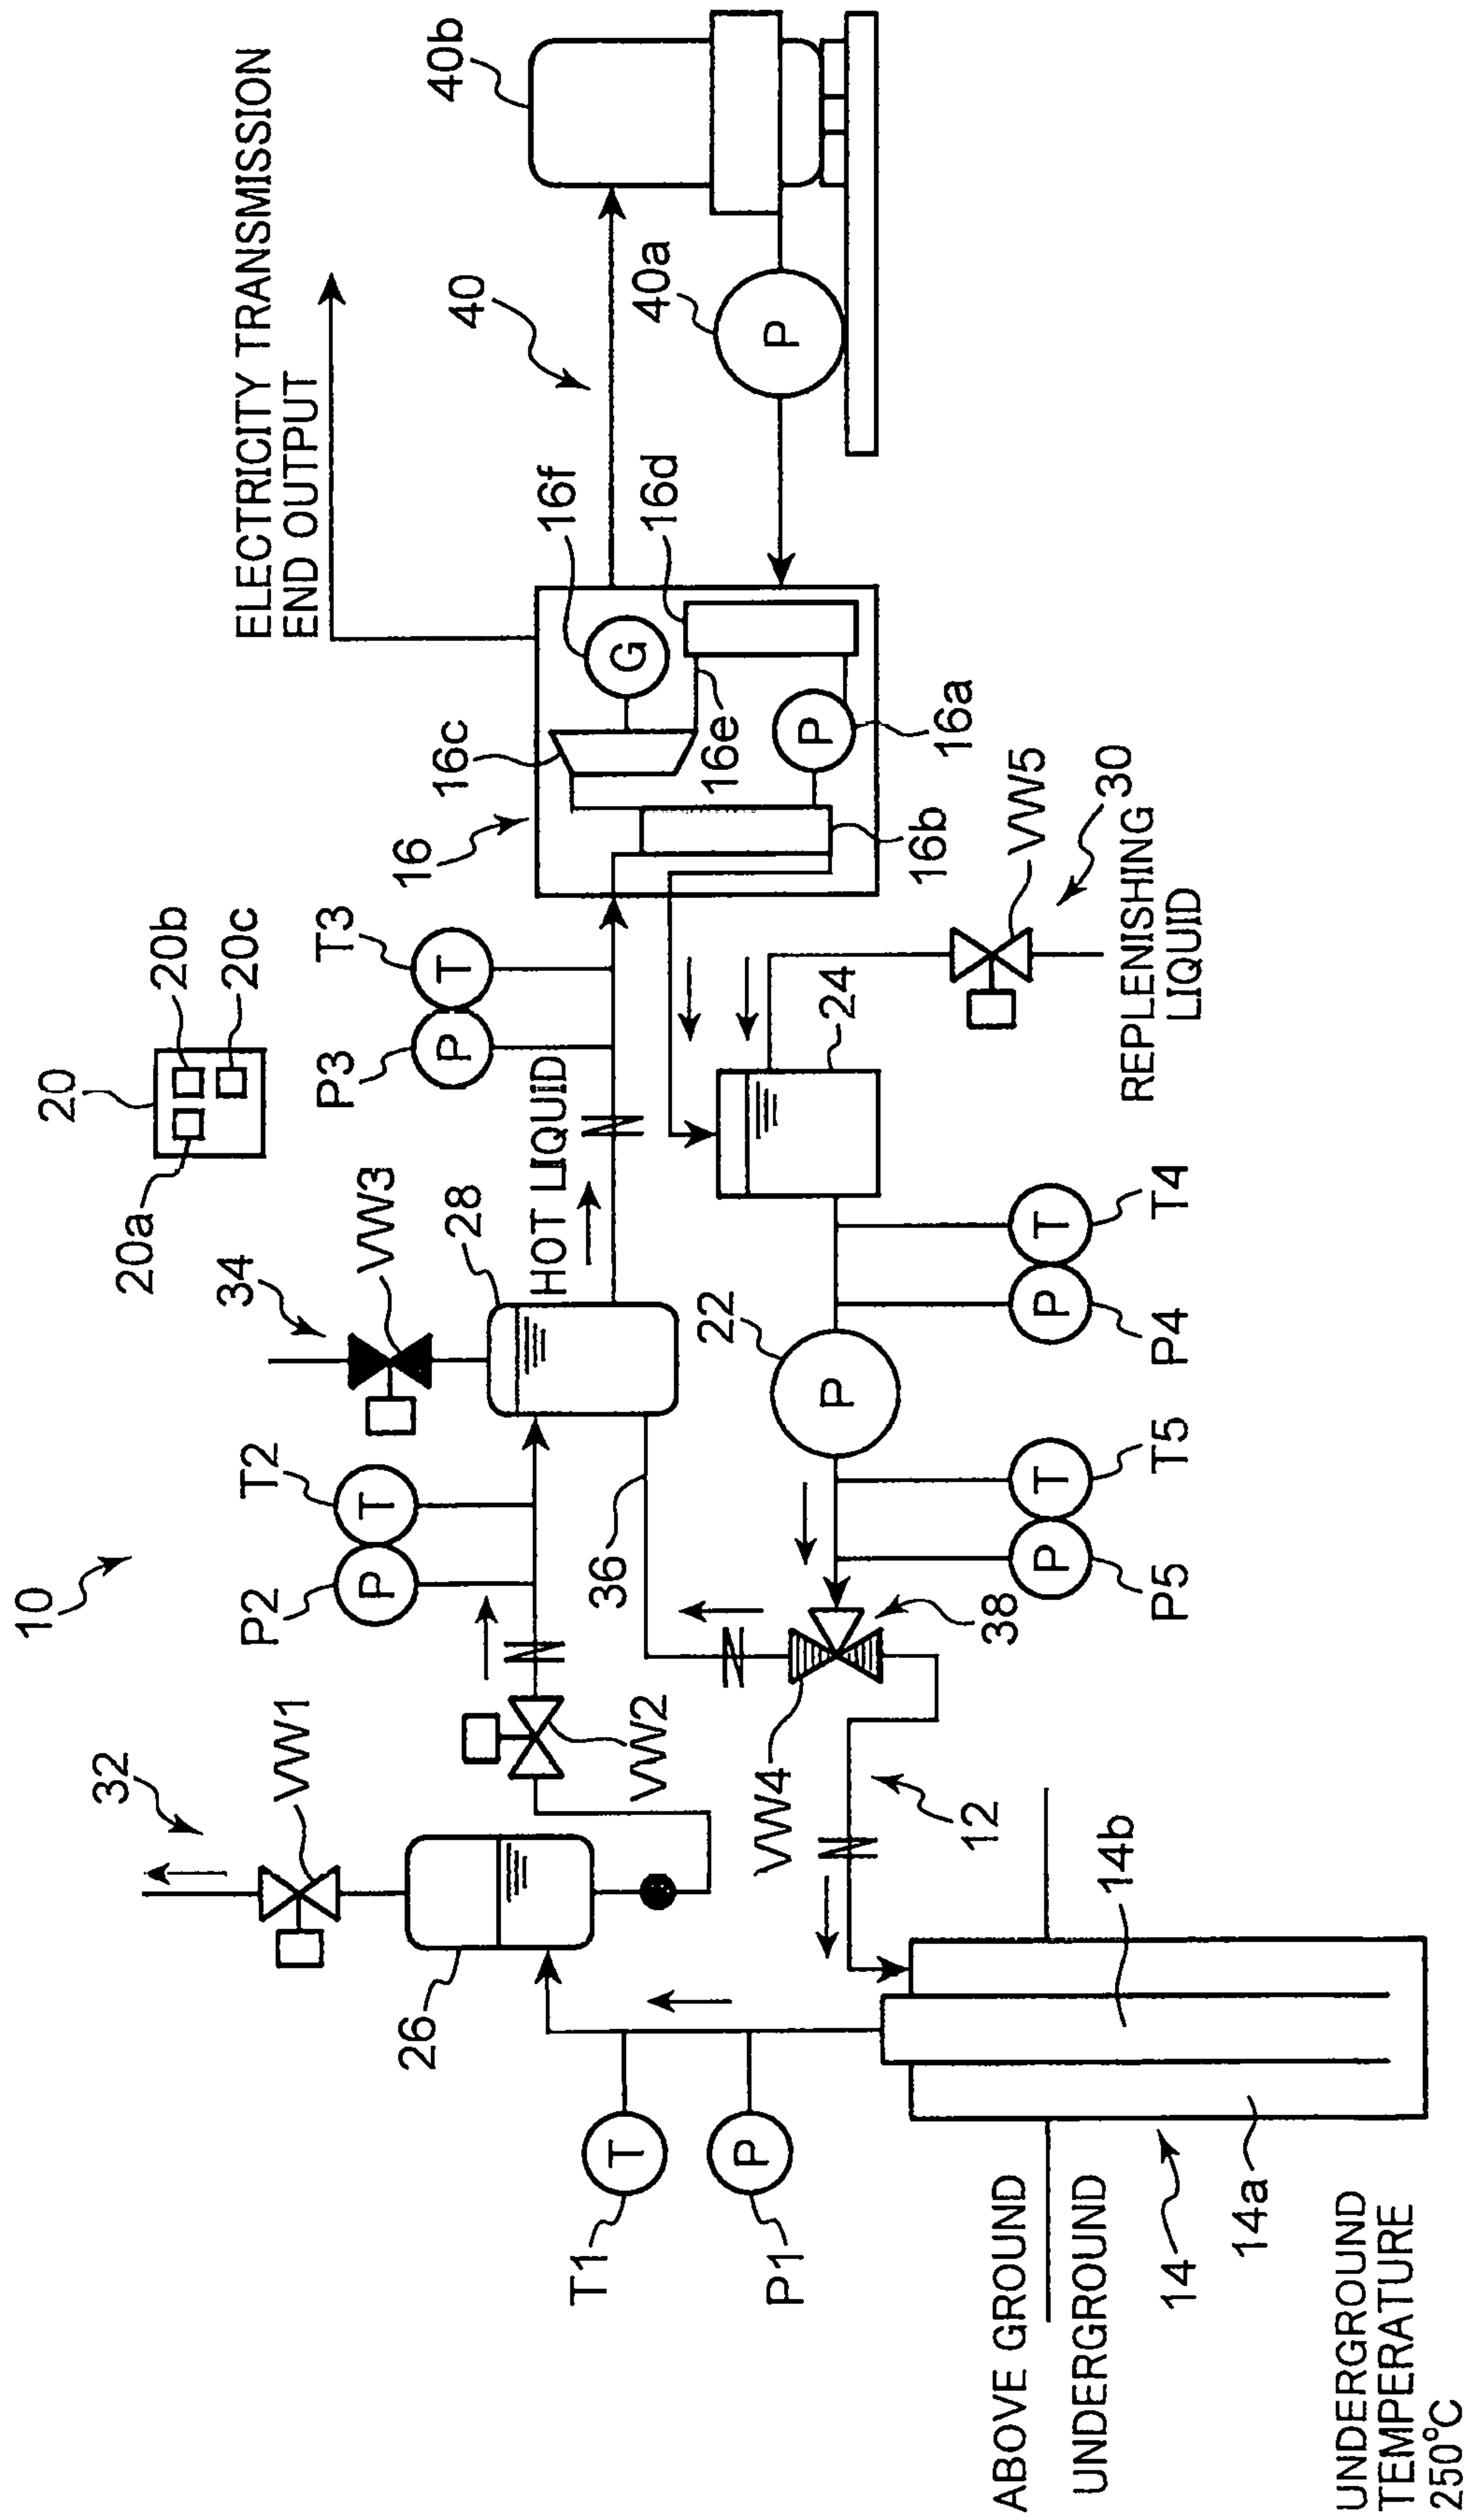 10
32
VW1
P2
T2
34
VW3
20
20a
20b
20c
P
T
28
P3
T3
P
T
ELECTRICITY TRANSMISSION
END OUTPUT
16
16c
16f
G
40
40b
26
VW2
36
HOT LIQUID
16e
16d
40a
P
T1
T
P1
P
VW4
22
P
24
16b
P
16a
12
38
14b
P
T
P
T
VW5
30
P5
T5
P4
T4
REPLENISHING
LIQUID
ABOVE GROUND
UNDERGROUND
14
14a
UNDERGROUND
TEMPERATURE
250°C